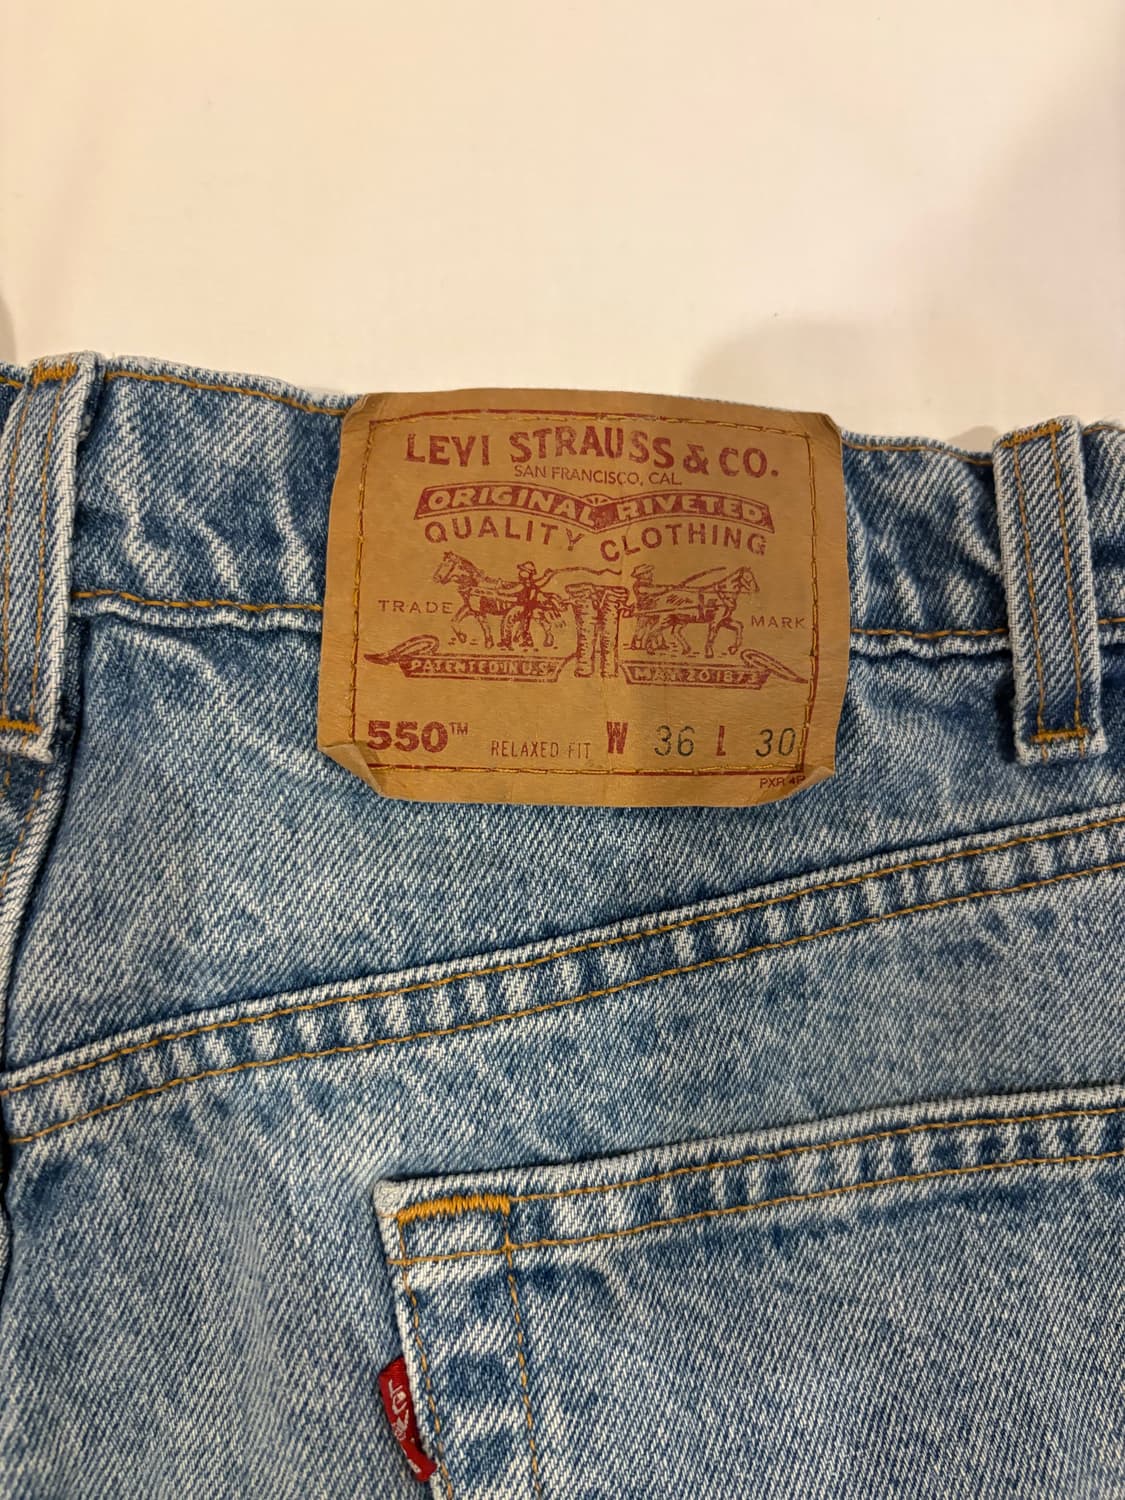 LEVI STRAUSS & CO.
SAN FRANCISCO, CAL.
ORIGINAL RIVETED
QUALITY CLOTHING
TRADE MARK
PATENTED IN U.S. MAY 20 1873
550™ RELAXED FIT W 36 L 30